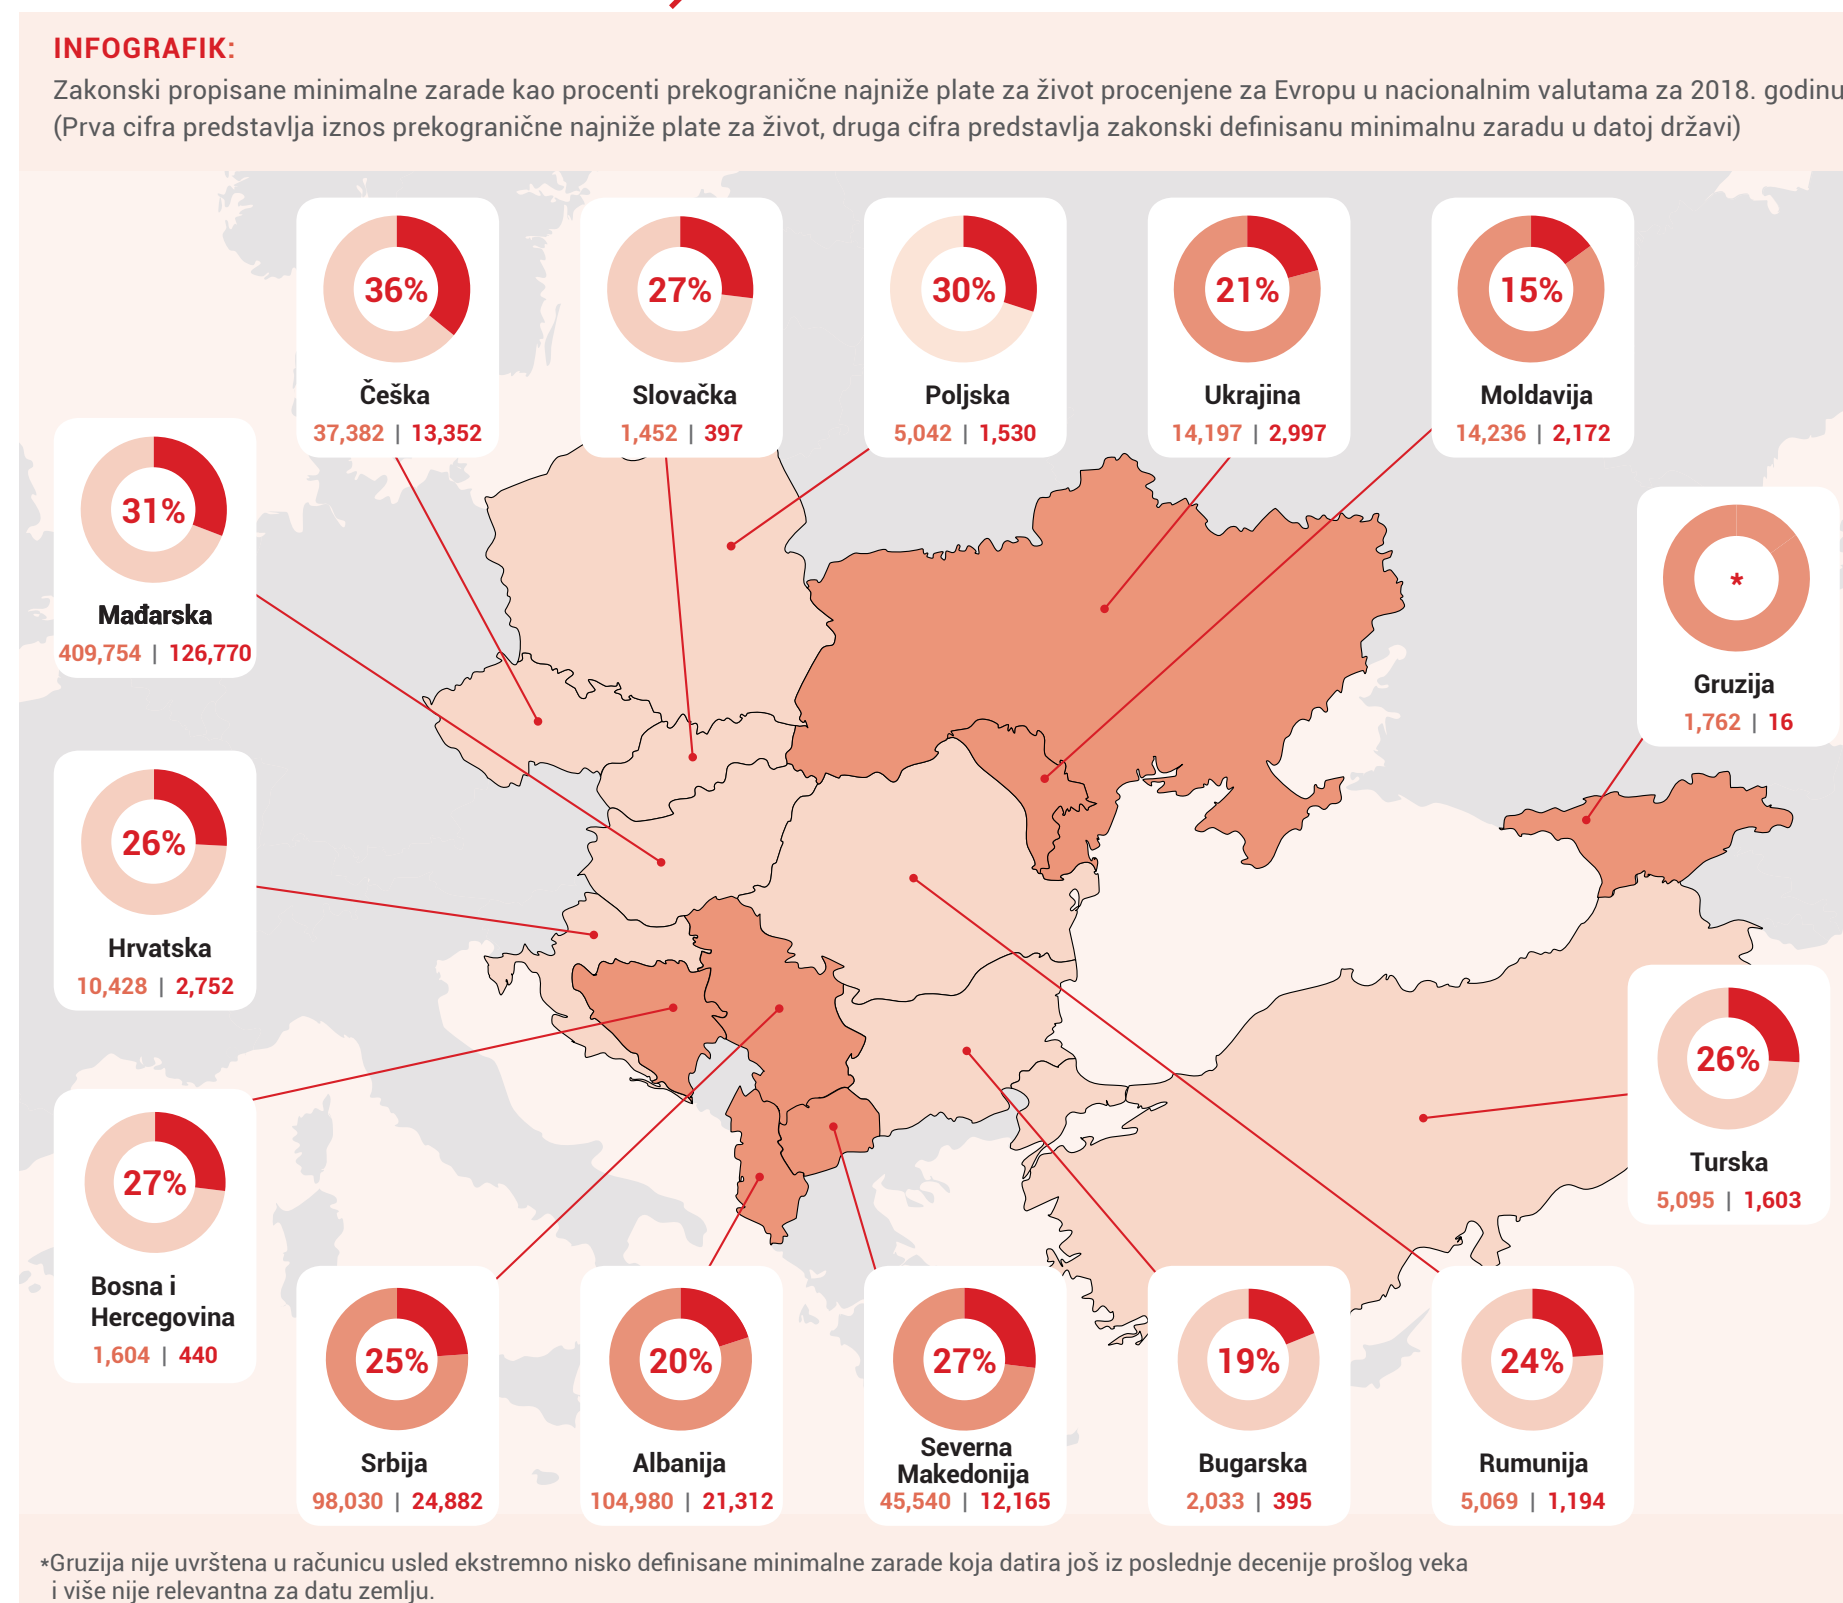 INFOGRAFIK:
Zakonski propisane minimalne zarade kao procenti prekogranične najniže plate za život procenjene za Evropu u nacionalnim valutama za 2018. godinu
(Prva cifra predstavlja iznos prekogranične najniže plate za život, druga cifra predstavlja zakonski definisanu minimalnu zaradu u datoj državi)
36%
Češka
37,382 | 13,352
27%
Slovačka
1,452 | 397
30%
Poljska
5,042 | 1,530
21%
Ukrajina
14,197 | 2,997
15%
Moldavija
14,236 | 2,172
31%
Mađarska
409,754 | 126,770
*
Gruzija
1,762 | 16
26%
Hrvatska
10,428 | 2,752
26%
Turska
5,095 | 1,603
27%
Bosna i
Hercegovina
1,604 | 440
25%
Srbija
98,030 | 24,882
20%
Albanija
104,980 | 21,312
27%
Severna
Makedonija
45,540 | 12,165
19%
Bugarska
2,033 | 395
24%
Rumunija
5,069 | 1,194
*Gruzija nije uvrštena u računicu usled ekstremno nisko definisane minimalne zarade koja datira još iz poslednje decenije prošlog veka
i više nije relevantna za datu zemlju.